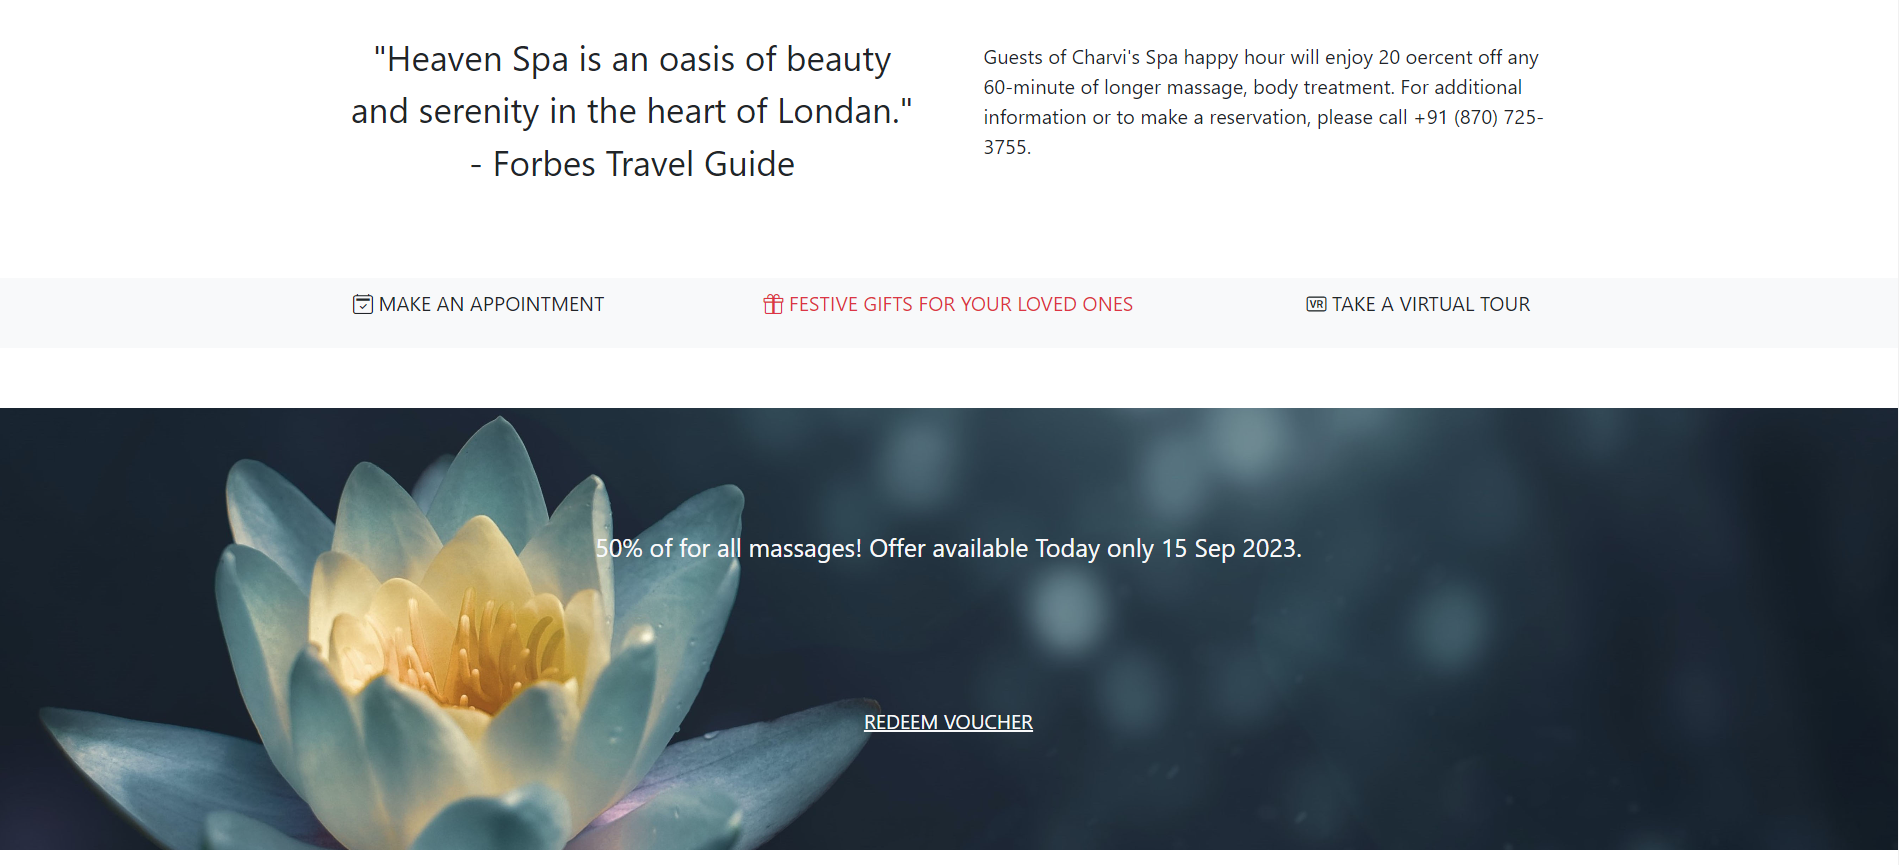 "Heaven Spa is an oasis of beauty
and serenity in the heart of Londan."
- Forbes Travel Guide
Guests of Charvi's Spa happy hour will enjoy 20 oercent off any
60-minute of longer massage, body treatment. For additional
information or to make a reservation, please call +91 (870) 725-
3755.
MAKE AN APPOINTMENT
FESTIVE GIFTS FOR YOUR LOVED ONES
VR TAKE A VIRTUAL TOUR
50% of for all massages! Offer available Today only 15 Sep 2023.
REDEEM VOUCHER